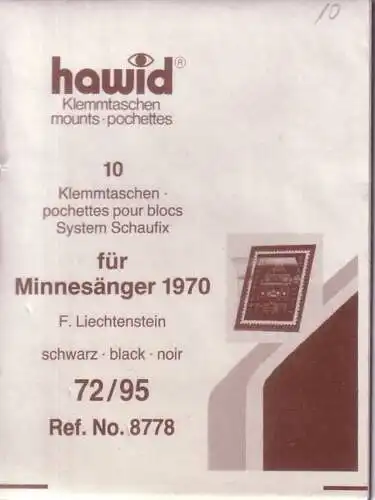 10
hawid®
Klemmtaschen
mounts·pochettes
10
Klemmtaschen ·
pochettes pour blocs
System Schaufix
für
Minnesänger 1970
F. Liechtenstein
schwarz · black · noir
72/95
Ref. No. 8778